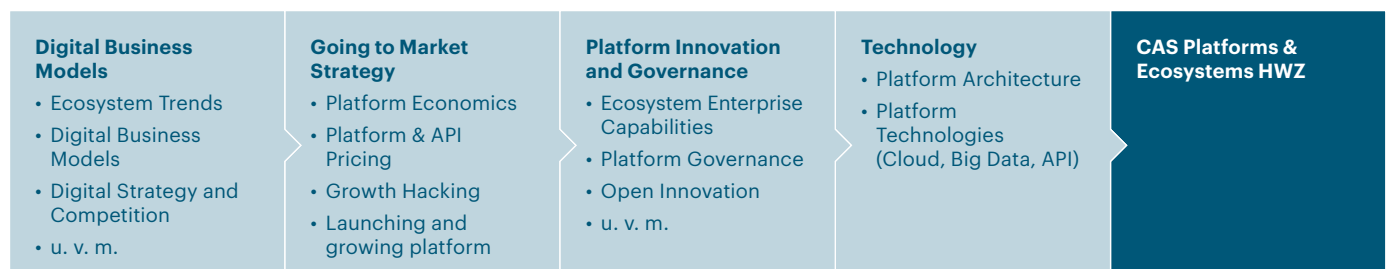 Digital Business
Models
• Ecosystem Trends
• Digital Business
Models
• Digital Strategy and
Competition
• u. v. m.
Going to Market
Strategy
• Platform Economics
• Platform & API
Pricing
• Growth Hacking
• Launching and
growing platform
Platform Innovation
and Governance
• Ecosystem Enterprise
Capabilities
• Platform Governance
• Open Innovation
• u. v. m.
Technology
• Platform Architecture
• Platform
Technologies
(Cloud, Big Data, API)
CAS Platforms &
Ecosystems HWZ